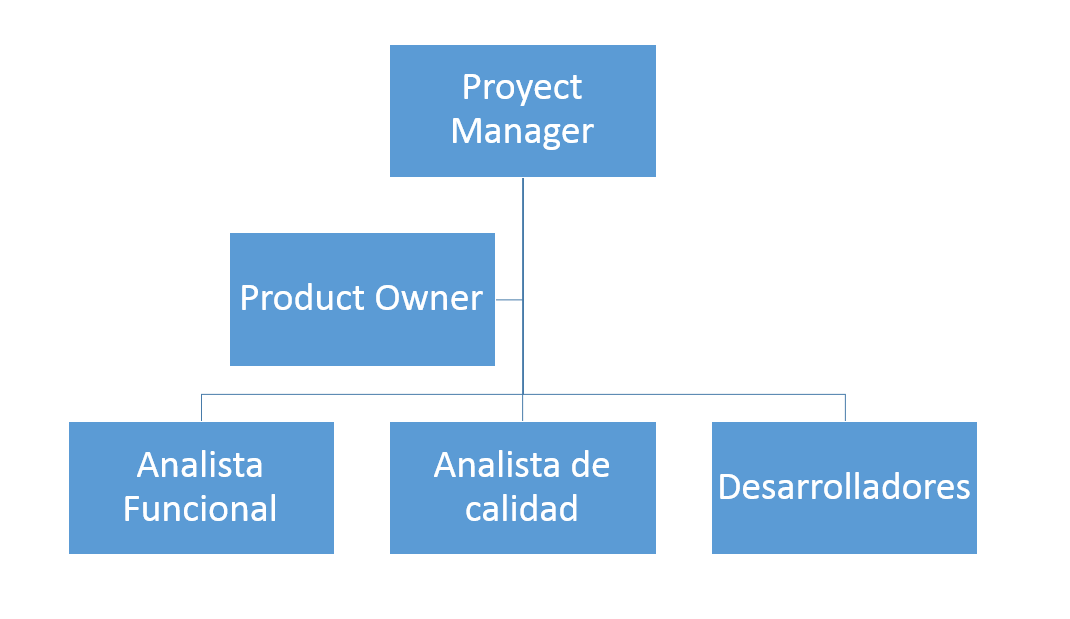 Proyect
Manager
Product Owner
Analista
Funcional
Analista de
calidad
Desarrolladores